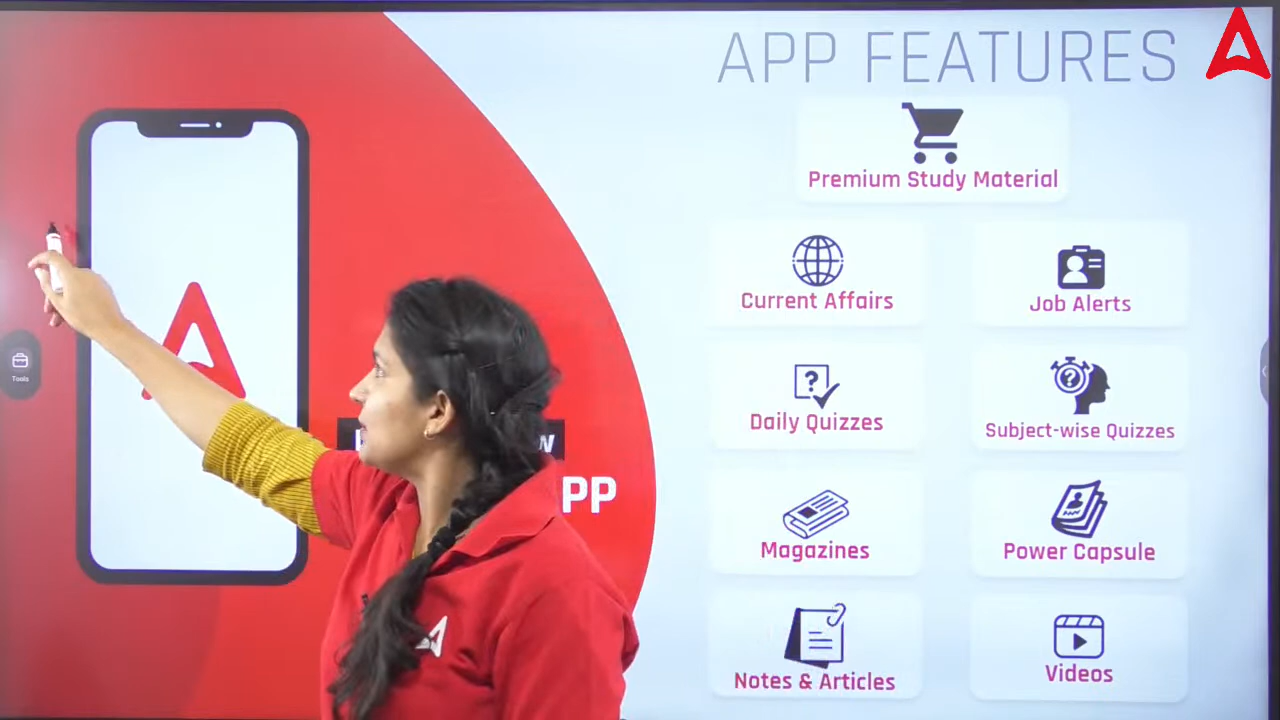 APP FEATURES
Premium Study Material
Current Affairs
Job Alerts
Daily Quizzes
Subject-wise Quizzes
Magazines
Power Capsule
Notes & Articles
Videos
Tools
PP